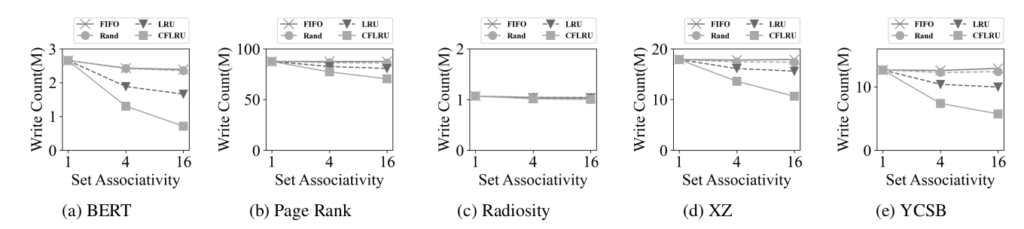 FIFO LRU
Rand CFLRU
Write Count(M)
3
2
1
0
1 4 16
Set Associativity
(a) BERT
FIFO LRU
Rand CFLRU
Write Count(M)
100
50
0
1 4 16
Set Associativity
(b) Page Rank
FIFO LRU
Rand CFLRU
Write Count(M)
2
1
0
1 4 16
Set Associativity
(c) Radiosity
FIFO LRU
Rand CFLRU
Write Count(M)
20
10
0
1 4 16
Set Associativity
(d) XZ
FIFO LRU
Rand CFLRU
Write Count(M)
10
0
1 4 16
Set Associativity
(e) YCSB